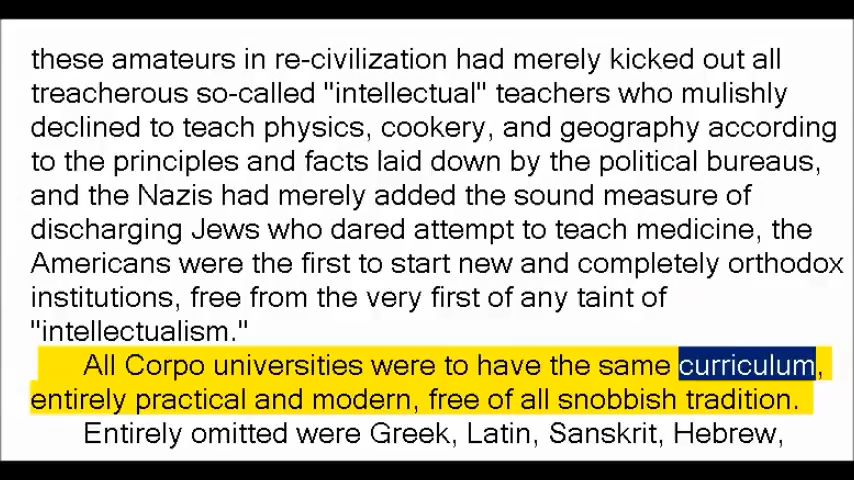 these amateurs in re-civilization had merely kicked out all
treacherous so-called "intellectual" teachers who mulishly
declined to teach physics, cookery, and geography according
to the principles and facts laid down by the political bureaus,
and the Nazis had merely added the sound measure of
discharging Jews who dared attempt to teach medicine, the
Americans were the first to start new and completely orthodox
institutions, free from the very first of any taint of
"intellectualism."
All Corpo universities were to have the same curriculum,
entirely practical and modern, free of all snobbish tradition.
Entirely omitted were Greek, Latin, Sanskrit, Hebrew,